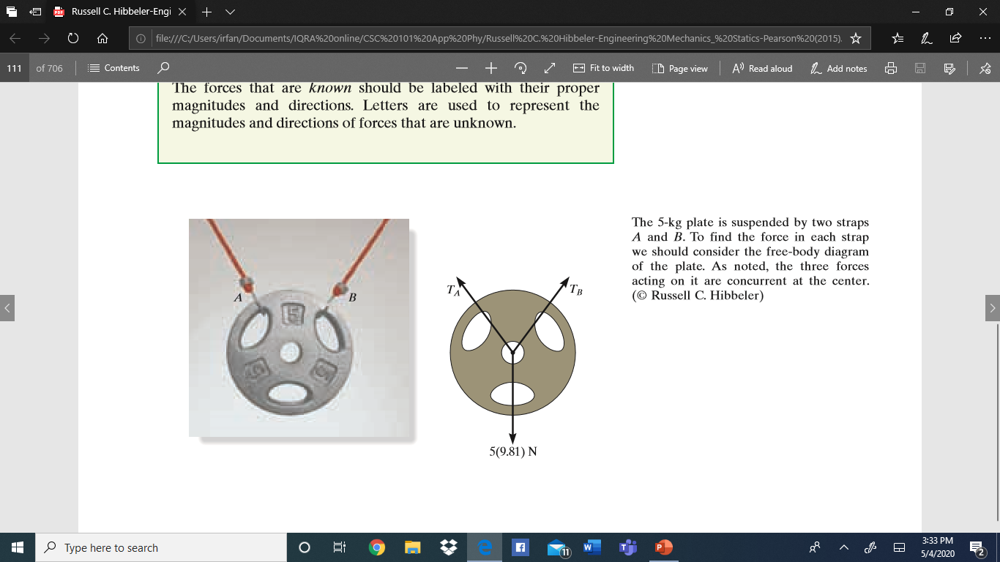 Russell C. Hibbeler-Engi
file:///C:/Users/irfan/Documents/IQRA%20online/CSC%20101%20App%20Phy/Russell%20C.%20Hibbeler-Engineering%20Mechanics_%20Statics-Pearson%20(2015).
111 of 706 Contents Fit to width Page view Read aloud Add notes
The forces that are known should be labeled with their proper
magnitudes and directions. Letters are used to represent the
magnitudes and directions of forces that are unknown.
The 5-kg plate is suspended by two straps
A and B. To find the force in each strap
we should consider the free-body diagram
of the plate. As noted, the three forces
acting on it are concurrent at the center.
(© Russell C. Hibbeler)
A
B
5
5
5
TA
TB
5(9.81) N
Type here to search
11
3:33 PM
5/4/2020
2